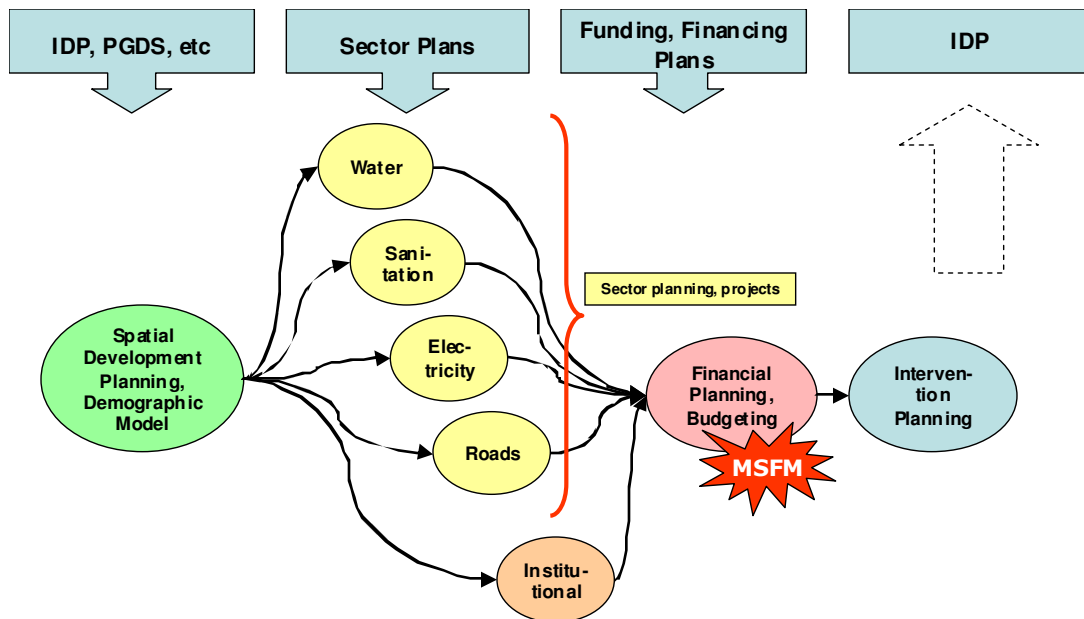 IDP, PGDS, etc
Sector Plans
Funding, Financing
Plans
IDP
Water
Sani-
tation
Sector planning, projects
Elec-
tricity
Spatial
Development
Planning,
Demographic
Model
Financial
Planning,
Budgeting
Interven-
tion
Planning
Roads
MSFM
Institu-
tional